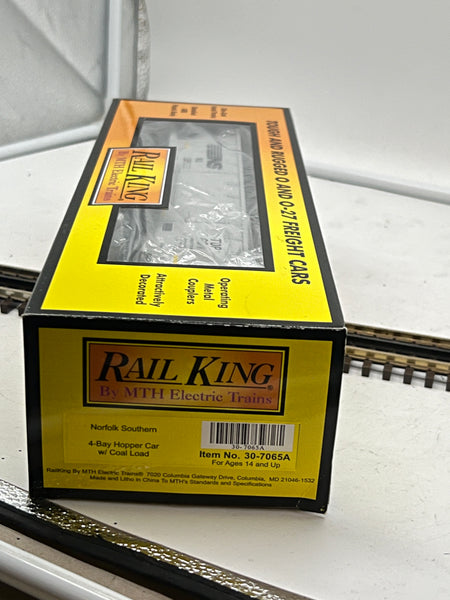 TOUGH AND RUGGED O AND O-27 FREIGHT CARS
RAIL KING
By MTH Electric Trains
Operating
Metal
Couplers
Attractively
Decorated
RAIL KING®
By MTH Electric Trains
Norfolk Southern
4-Bay Hopper Car
w/ Coal Load
30-7065A
Item No. 30-7065A
For Ages 14 and Up
RailKing By MTH Electric Trains® 7020 Columbia Gateway Drive, Columbia, MD 21046-1532
Made and Litho in China To MTH's Standards and Specifications